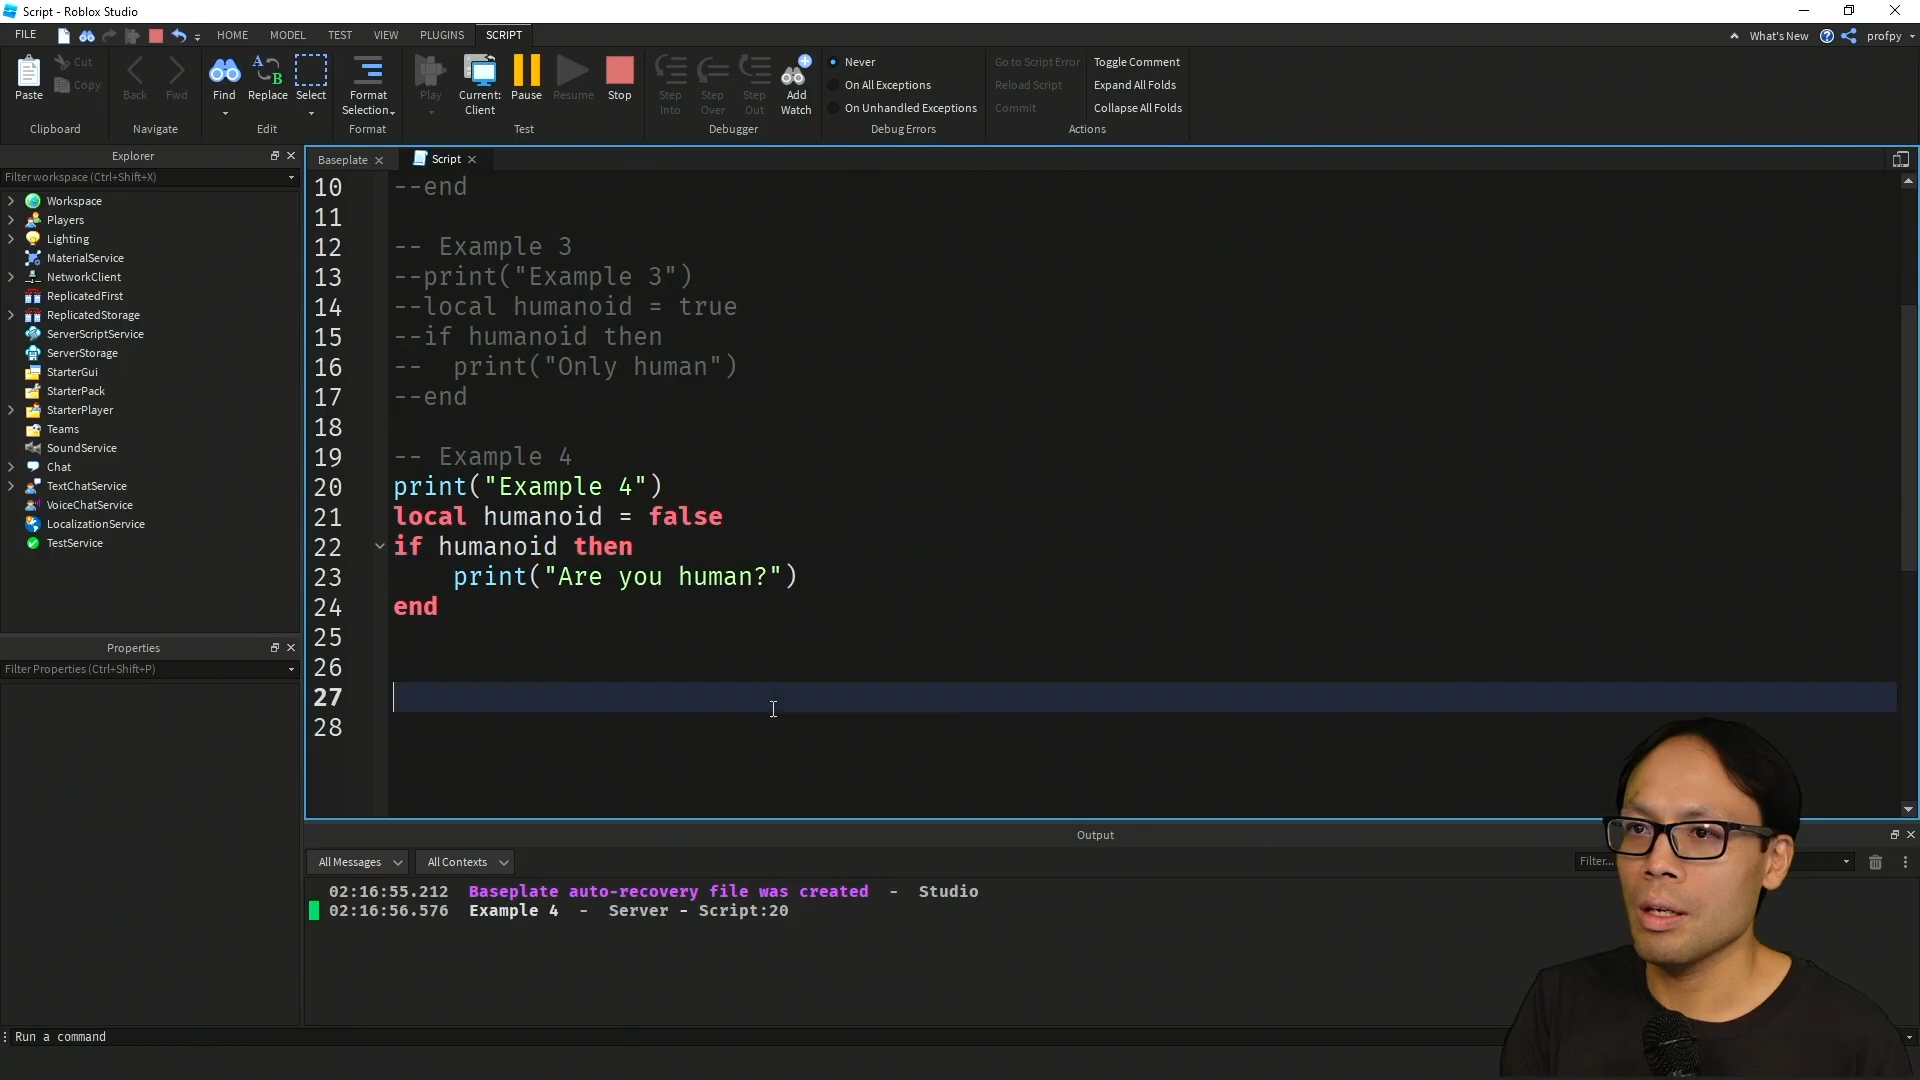 Script - Roblox Studio
FILE HOME MODEL TEST VIEW PLUGINS SCRIPT What's New profpy
Paste Cut Copy Back Fwd Find Replace Select Format Selection Play Current: Client Pause Resume Stop Step Into Step Over Step Out Add Watch
Never
On All Exceptions
On Unhandled Exceptions
Go to Script Error
Reload Script
Commit
Toggle Comment
Expand All Folds
Collapse All Folds
Clipboard Navigate Edit Format Test Debugger Debug Errors Actions
Explorer
Filter workspace (Ctrl+Shift+X)
Workspace
Players
Lighting
MaterialService
NetworkClient
ReplicatedFirst
ReplicatedStorage
ServerScriptService
ServerStorage
StarterGui
StarterPack
StarterPlayer
Teams
SoundService
Chat
TextChatService
VoiceChatService
LocalizationService
TestService
Properties
Filter Properties (Ctrl+Shift+P)
Baseplate Script
10 --end
11
12 -- Example 3
13 --print("Example 3")
14 --local humanoid = true
15 --if humanoid then
16 --  print("Only human")
17 --end
18
19 -- Example 4
20 print("Example 4")
21 local humanoid = false
22 if humanoid then
23     print("Are you human?")
24 end
25
26
27
28
Output
All Messages All Contexts Filter...
02:16:55.212 Baseplate auto-recovery file was created - Studio
02:16:56.576 Example 4 - Server - Script:20
Run a command